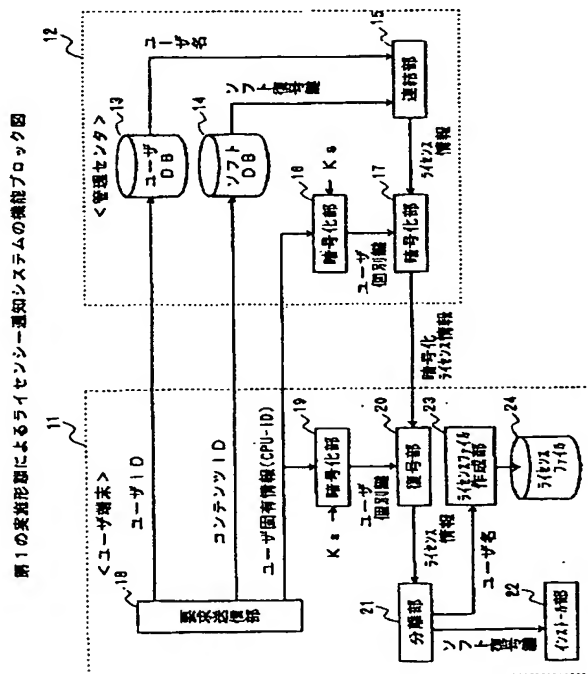 第1の実施形態によるライセンシー通知システムの機能ブロック図
11
<ユーザ端末>
18
要求送信部
ユーザID
コンテンツID
ユーザ固有情報(CPU-ID)
12
<管理センタ>
13
ユーザ
DB
ユーザ名
14
ソフト
DB
ソフト復号鍵
15
連結部
ライセンス
情報
16
暗号化部
Ks
ユーザ
個別鍵
17
暗号化部
暗号化
ライセンス情報
19
暗号化部
Ks
ユーザ
個別鍵
20
復号部
ライセンス
情報
21
分離部
ソフト
復号鍵
22
インストール部
ユーザ名
23
ライセンスファイル
作成部
24
ライセンス
ファイル